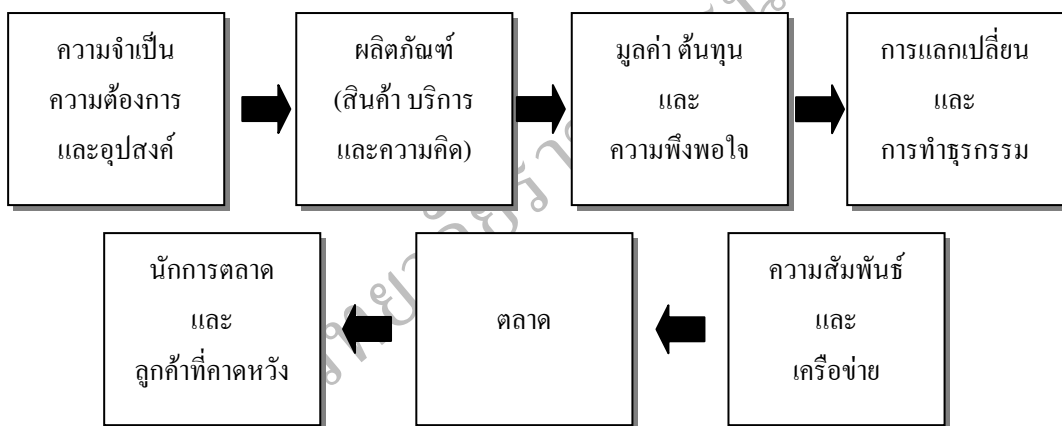 ความจำเป็น
ความต้องการ
และอุปสงค์
ผลิตภัณฑ์
(สินค้า บริการ
และความคิด)
มูลค่า ต้นทุน
และ
ความพึงพอใจ
การแลกเปลี่ยน
และ
การทำธุรกรรม
นักการตลาด
และ
ลูกค้าที่คาดหวัง
ตลาด
ความสัมพันธ์
และ
เครือข่าย